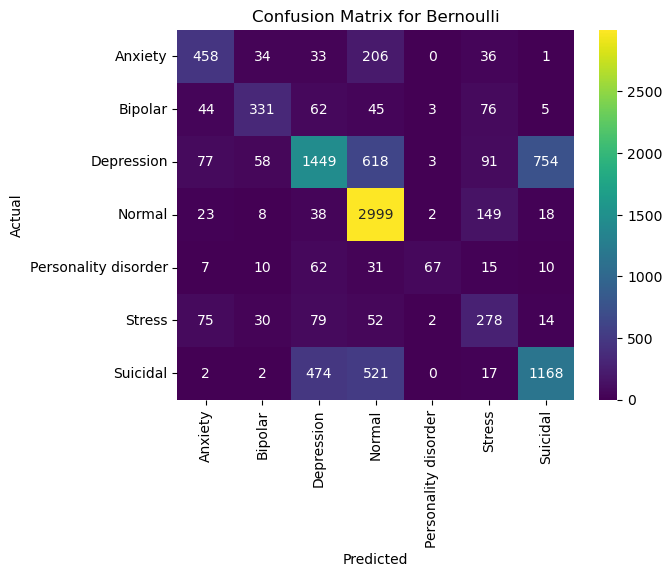 Confusion Matrix for Bernoulli
Actual
Anxiety 458 34 33 206 0 36 1
Bipolar 44 331 62 45 3 76 5
Depression 77 58 1449 618 3 91 754
Normal 23 8 38 2999 2 149 18
Personality disorder 7 10 62 31 67 15 10
Stress 75 30 79 52 2 278 14
Suicidal 2 2 474 521 0 17 1168
Anxiety Bipolar Depression Normal Personality disorder Stress Suicidal
Predicted
2500
2000
1500
1000
500
0